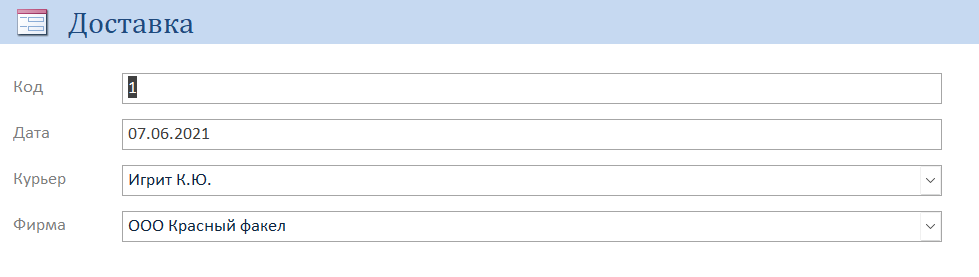 Доставка
Код 1
Дата 07.06.2021
Курьер Игрит К.Ю.
Фирма ООО Красный факел